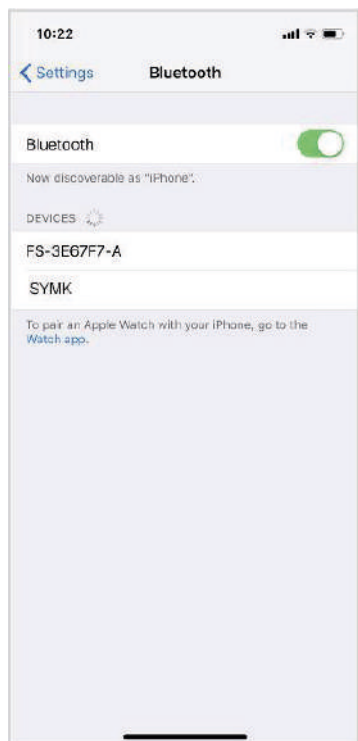 10:22
Settings
Bluetooth
Bluetooth
Now discoverable as "iPhone".
DEVICES
FS-3E67F7-A
SYMK
To pair an Apple Watch with your iPhone, go to the
Watch app.